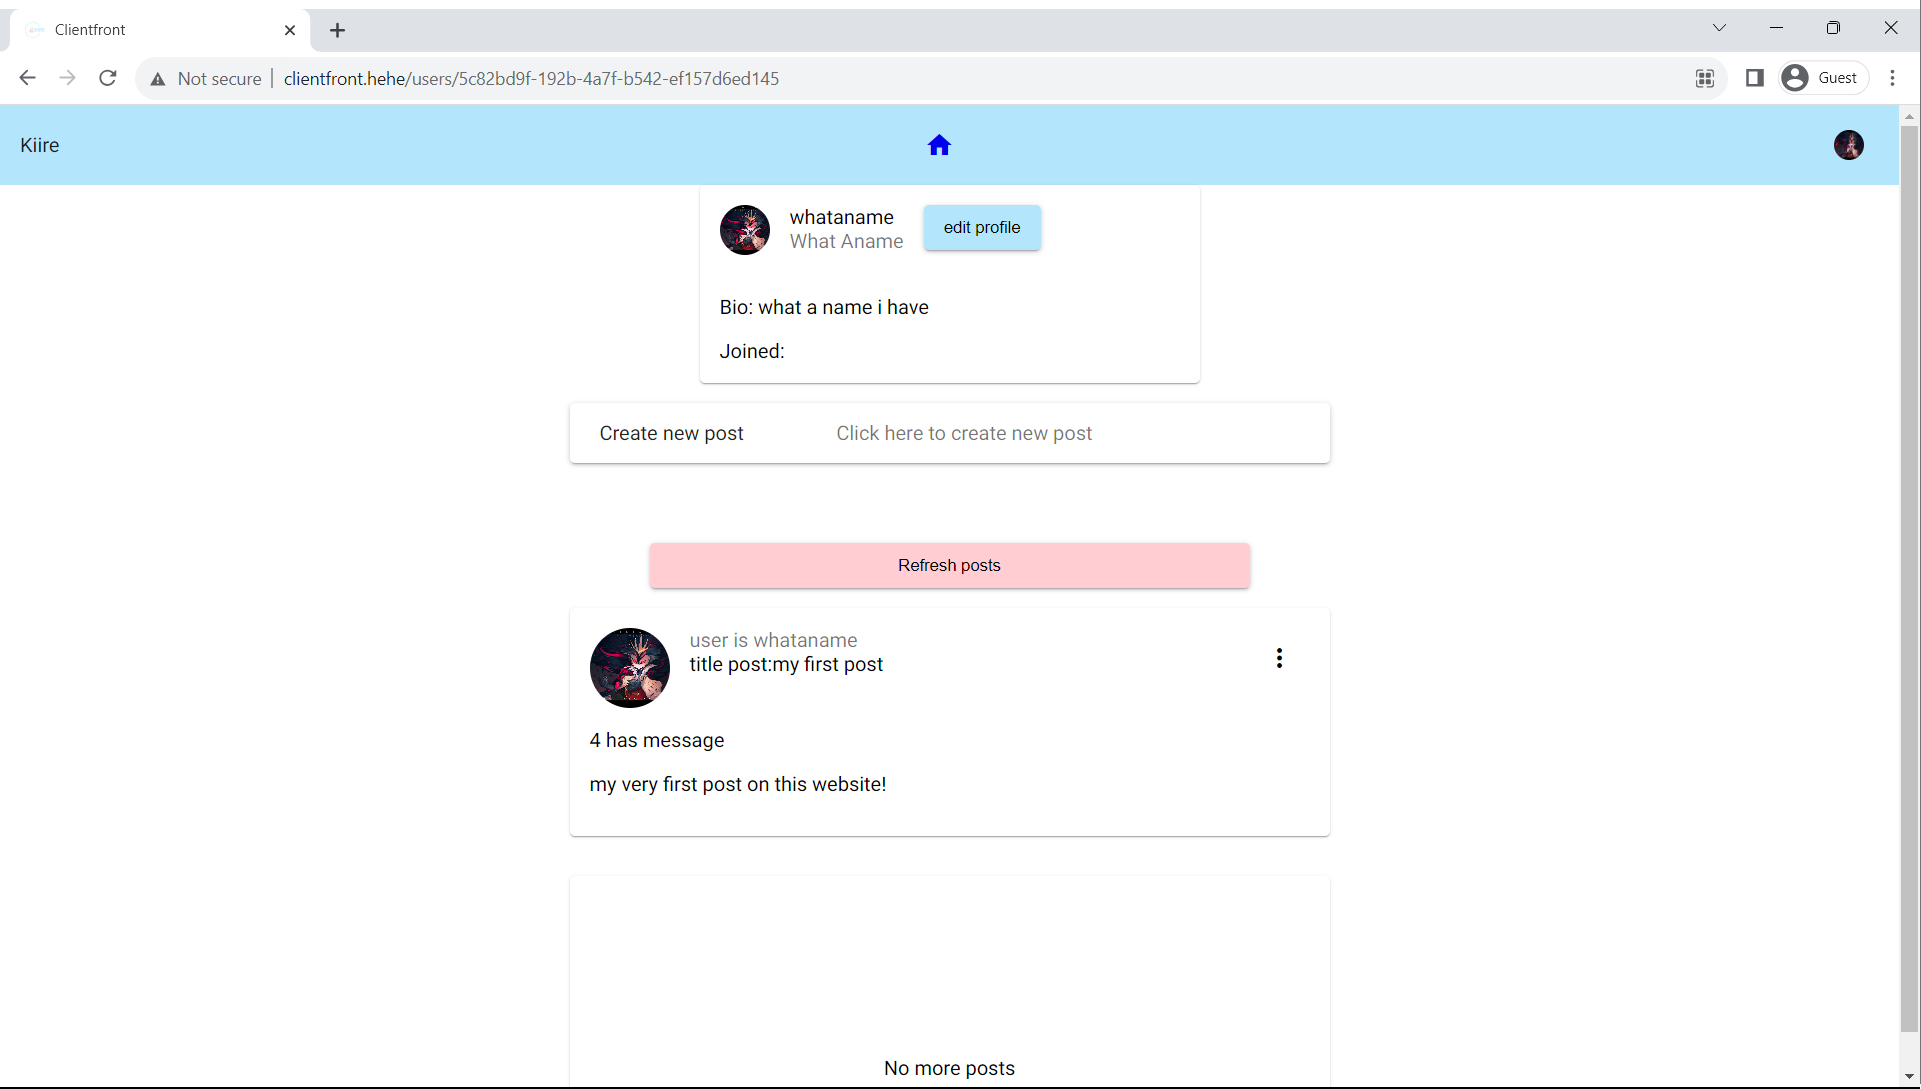 Clientfront
Not secure
clientfront.hehe/users/5c82bd9f-192b-4a7f-b542-ef157d6ed145
Guest
Kiire
whataname
What Aname
edit profile
Bio: what a name i have
Joined:
Create new post
Click here to create new post
Refresh posts
user is whataname
title post:my first post
4 has message
my very first post on this website!
No more posts